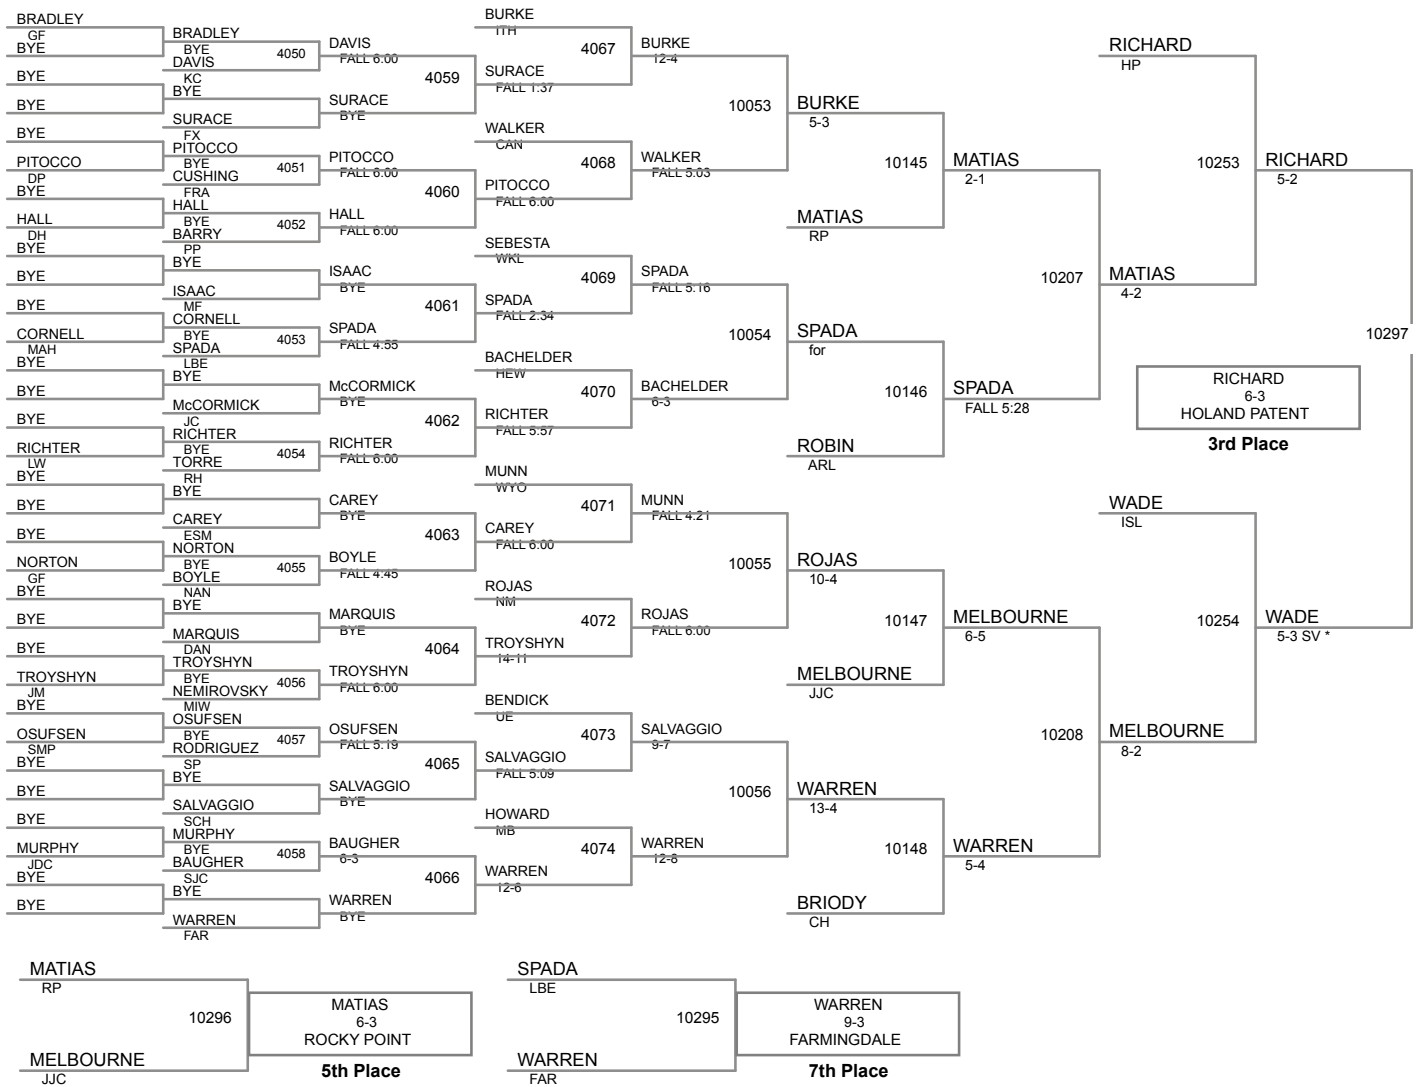 BRADLEY
GF
BYE
BYE
BYE
BYE
PITOCCO
DP
BYE
HALL
DH
BYE
BYE
BYE
CORNELL
MAH
BYE
BYE
BYE
RICHTER
LW
BYE
BYE
BYE
NORTON
GF
BYE
BYE
BYE
TROYSHYN
JM
BYE
OSUFSEN
SMP
BYE
BYE
BYE
MURPHY
JDC
BYE
BYE
BRADLEY
BYE
4050
DAVIS
KC
BYE
SURACE
FX
PITOCCO
BYE
4051
CUSHING
FRA
HALL
BYE
4052
BARRY
PP
BYE
ISAAC
MF
CORNELL
BYE
4053
SPADA
LBE
BYE
McCORMICK
JC
RICHTER
BYE
4054
TORRE
RH
BYE
CAREY
ESM
NORTON
BYE
4055
BOYLE
NAN
BYE
MARQUIS
DAN
TROYSHYN
BYE
4056
NEMIROVSKY
MIW
OSUFSEN
BYE
4057
RODRIGUEZ
SP
BYE
SALVAGGIO
SCH
MURPHY
BYE
4058
BAUGHER
SJC
BYE
WARREN
FAR
DAVIS
FALL 6:00
4059
SURACE
BYE
PITOCCO
FALL 6:00
4060
HALL
FALL 6:00
ISAAC
BYE
4061
SPADA
FALL 4:55
McCORMICK
BYE
4062
RICHTER
FALL 6:00
CAREY
BYE
4063
BOYLE
FALL 4:45
MARQUIS
BYE
4064
TROYSHYN
FALL 6:00
OSUFSEN
FALL 5:19
4065
SALVAGGIO
BYE
BAUGHER
6-3
4066
WARREN
BYE
BURKE
ITH
4067
SURACE
FALL 1:37
WALKER
CAN
4068
PITOCCO
FALL 6:00
SEBESTA
WKL
4069
SPADA
FALL 2:34
BACHELDER
HEW
4070
RICHTER
FALL 5:57
MUNN
WYO
4071
CAREY
FALL 6:00
ROJAS
NM
4072
TROYSHYN
14-11
BENDICK
UE
4073
SALVAGGIO
FALL 5:09
HOWARD
MB
4074
WARREN
12-6
BURKE
12-4
10053
WALKER
FALL 5:03
SPADA
FALL 5:16
10054
BACHELDER
6-3
MUNN
FALL 4:21
10055
ROJAS
FALL 6:00
SALVAGGIO
9-7
10056
WARREN
12-8
BURKE
5-3
10145
MATIAS
RP
SPADA
for
10146
ROBIN
ARL
ROJAS
10-4
10147
MELBOURNE
JJC
WARREN
13-4
10148
BRIODY
CH
MATIAS
2-1
10207
SPADA
FALL 5:28
MELBOURNE
6-5
10208
WARREN
5-4
RICHARD
HP
10253
MATIAS
4-2
WADE
ISL
10254
MELBOURNE
8-2
RICHARD
5-2
10297
WADE
5-3 SV *
RICHARD
6-3
HOLAND PATENT
3rd Place
MATIAS
RP
10296
MELBOURNE
JJC
MATIAS
6-3
ROCKY POINT
5th Place
SPADA
LBE
10295
WARREN
FAR
WARREN
9-3
FARMINGDALE
7th Place